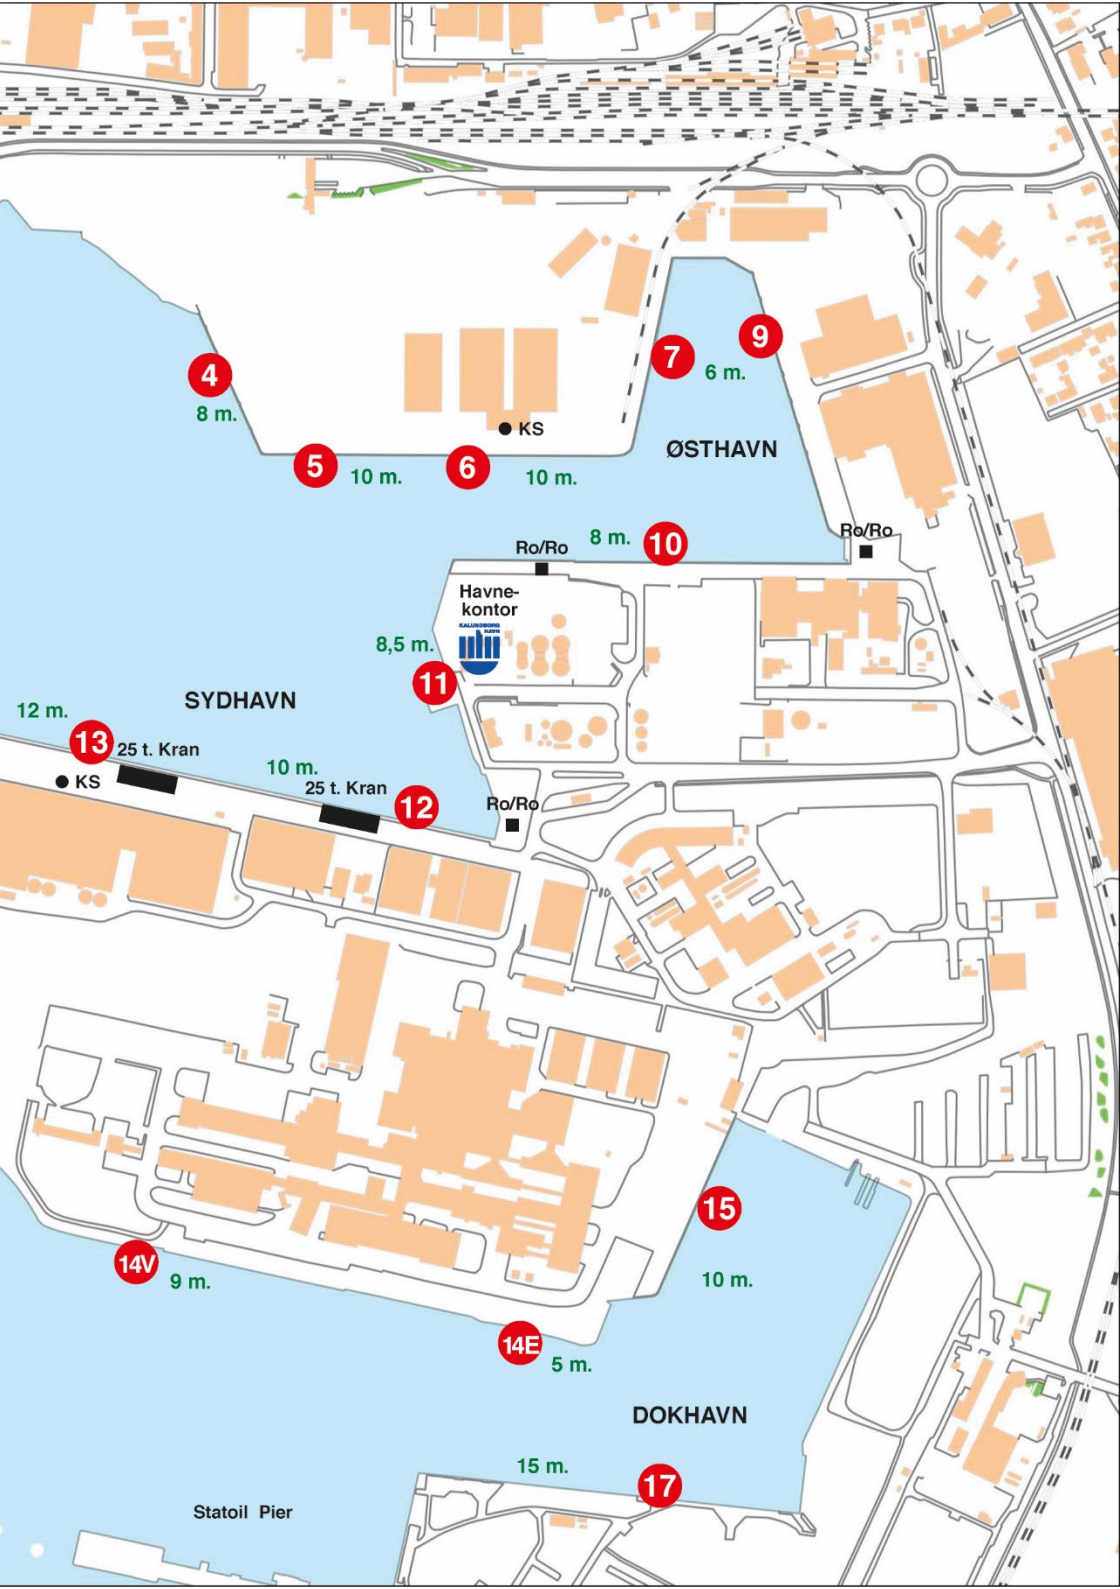 9
7
6 m.
4
8 m.
KS
ØSTHAVN
5
10 m.
6
10 m.
8 m.
10
Ro/Ro
Ro/Ro
Havne-
kontor
KALUNDBORG
HAVN
8,5 m.
11
SYDHAVN
12 m.
13
25 t. Kran
KS
10 m.
25 t. Kran
12
Ro/Ro
15
10 m.
14V
9 m.
14E
5 m.
DOKHAVN
15 m.
17
Statoil Pier